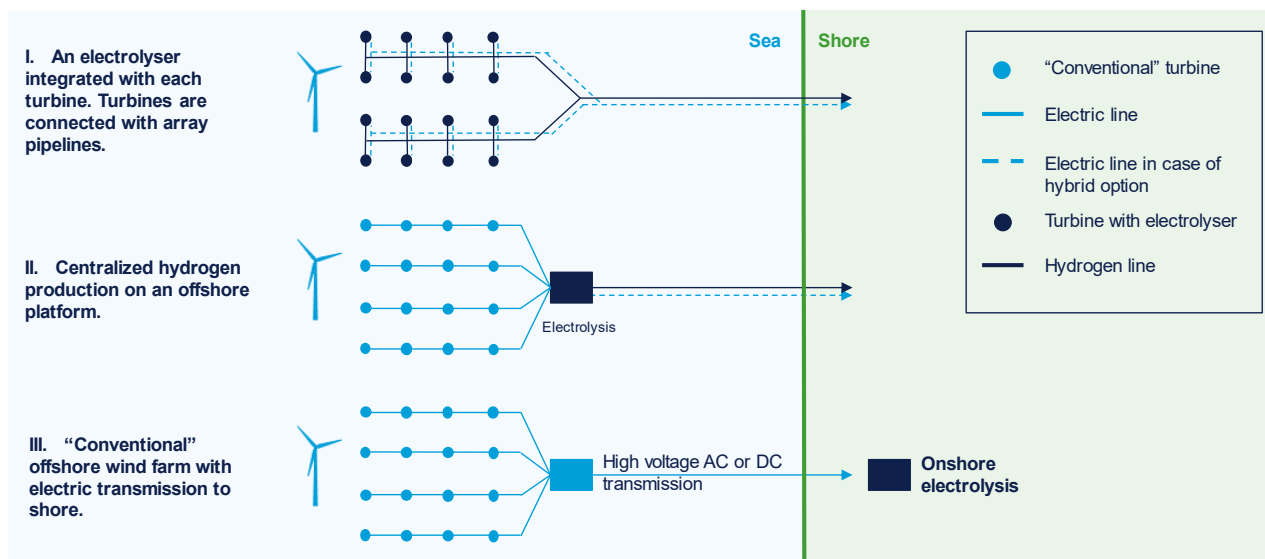 I. An electrolyser
integrated with each
turbine. Turbines are
connected with array
pipelines.
Sea
Shore
"Conventional" turbine
Electric line
Electric line in case of
hybrid option
Turbine with electrolyser
Hydrogen line
II. Centralized hydrogen
production on an offshore
platform.
Electrolysis
III. “Conventional”
offshore wind farm with
electric transmission to
shore.
High voltage AC or DC
transmission
Onshore
electrolysis